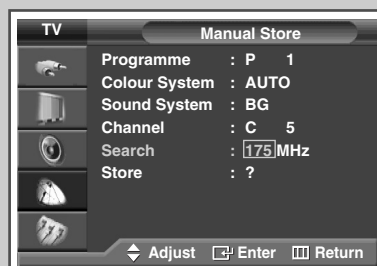 TV
Manual Store
Programme : P 1
Colour System : AUTO
Sound System : BG
Channel : C 5
Search : 175 MHz
Store : ?
Adjust Enter Return